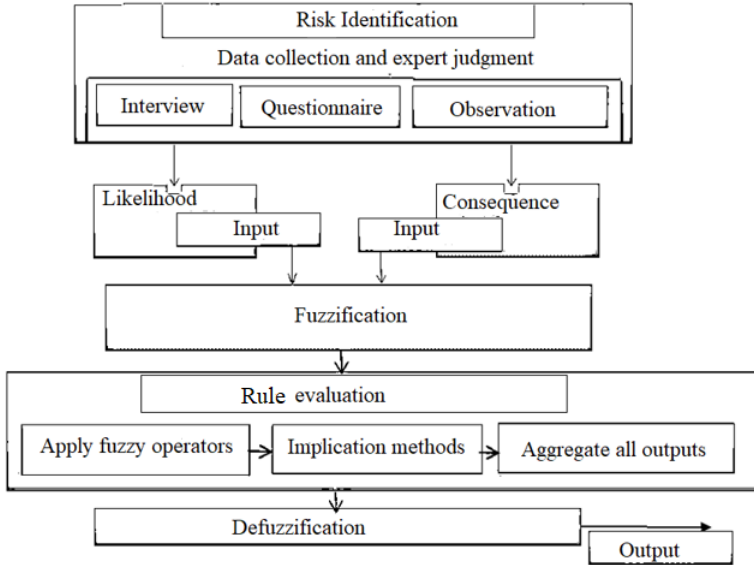 Risk Identification
Data collection and expert judgment
Interview
Questionnaire
Observation
Likelihood
Consequence
Input
Input
Fuzzification
Rule evaluation
Apply fuzzy operators
Implication methods
Aggregate all outputs
Defuzzification
Output